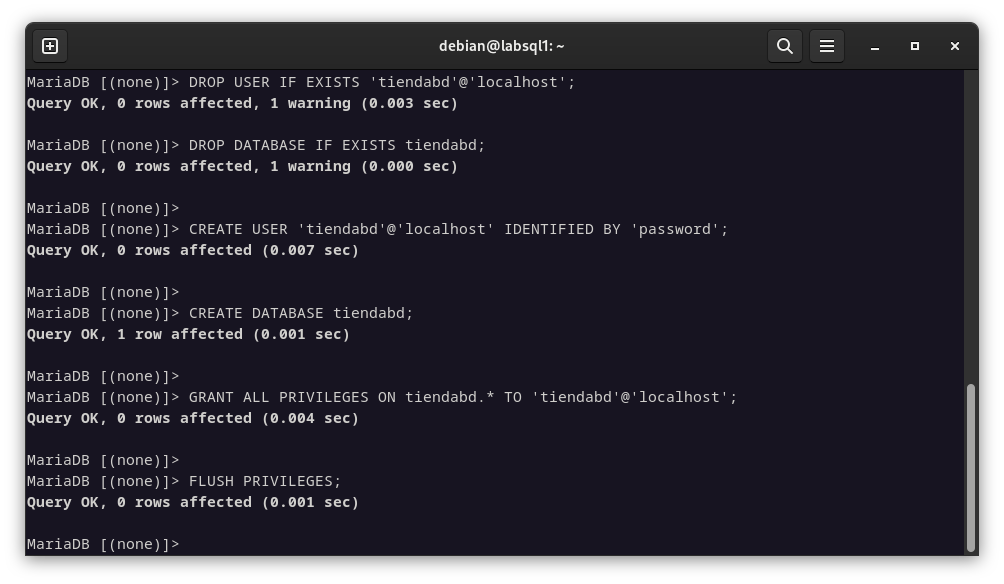 debian@labsql1: ~
MariaDB [(none)]> DROP USER IF EXISTS 'tiendabd'@'localhost';
Query OK, 0 rows affected, 1 warning (0.003 sec)
MariaDB [(none)]> DROP DATABASE IF EXISTS tiendabd;
Query OK, 0 rows affected, 1 warning (0.000 sec)
MariaDB [(none)]>
MariaDB [(none)]> CREATE USER 'tiendabd'@'localhost' IDENTIFIED BY 'password';
Query OK, 0 rows affected (0.007 sec)
MariaDB [(none)]>
MariaDB [(none)]> CREATE DATABASE tiendabd;
Query OK, 1 row affected (0.001 sec)
MariaDB [(none)]>
MariaDB [(none)]> GRANT ALL PRIVILEGES ON tiendabd.* TO 'tiendabd'@'localhost';
Query OK, 0 rows affected (0.004 sec)
MariaDB [(none)]>
MariaDB [(none)]> FLUSH PRIVILEGES;
Query OK, 0 rows affected (0.001 sec)
MariaDB [(none)]>